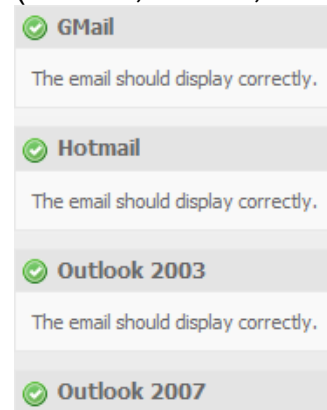 GMail
The email should display correctly.
Hotmail
The email should display correctly.
Outlook 2003
The email should display correctly.
Outlook 2007